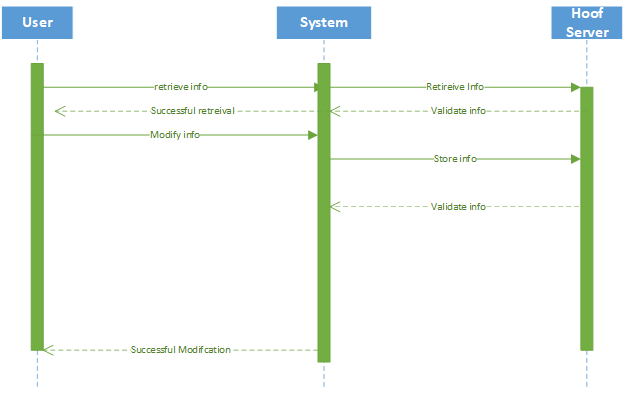 User
System
Hoof
Server
retrieve info
Retireive Info
Successful retreival
Validate info
Modify info
Store info
Validate info
Successful Modifcation